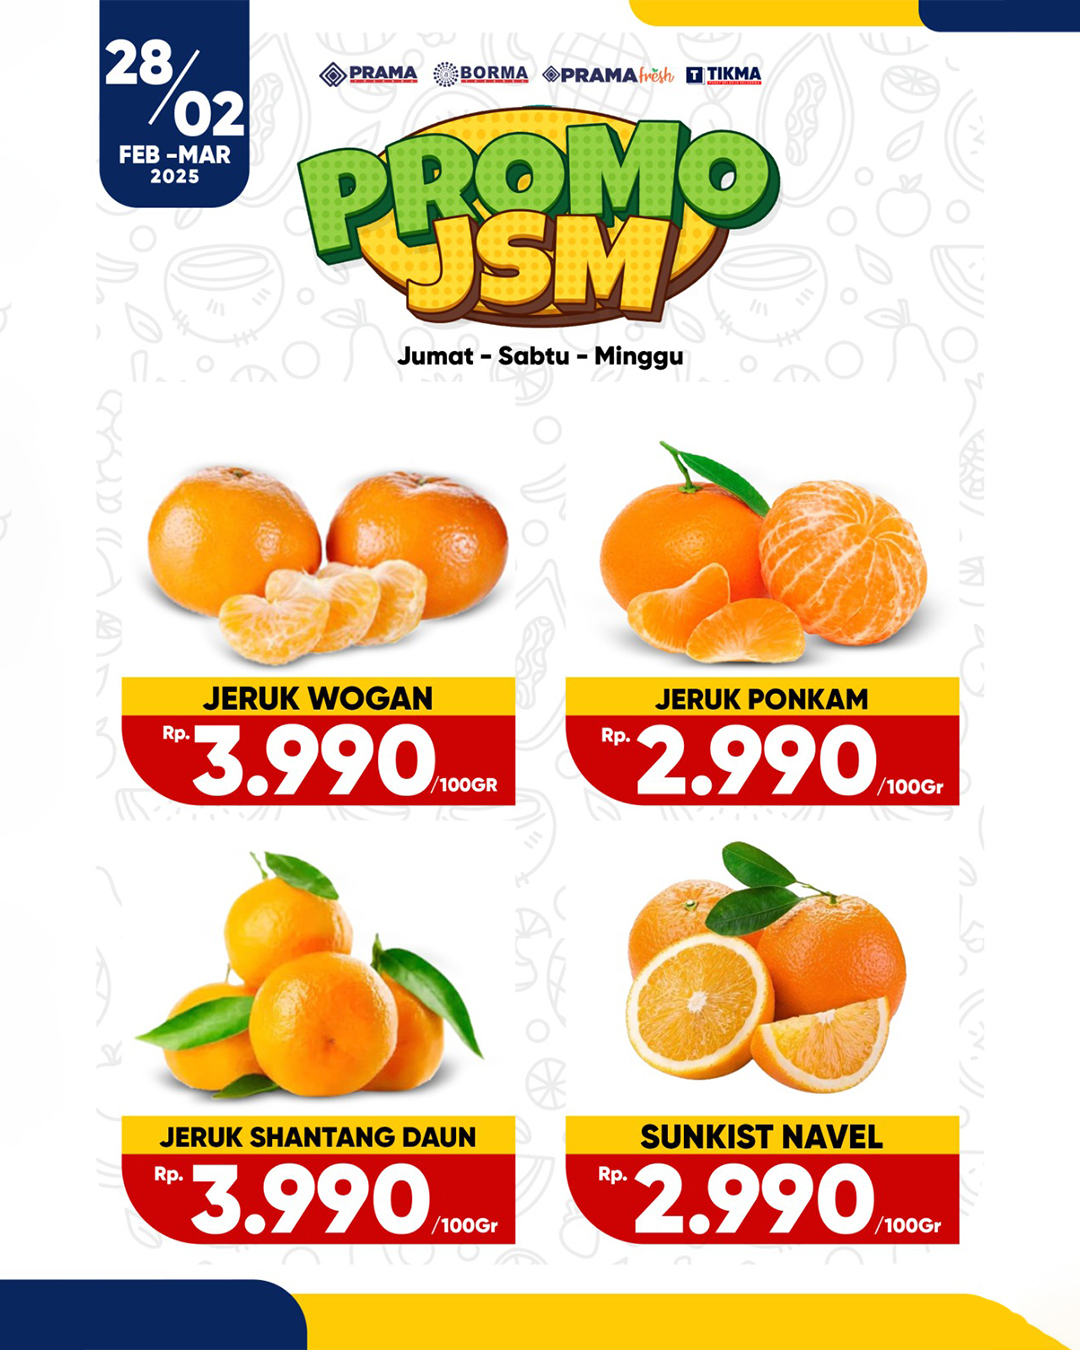 28/02
FEB -MAR
2025
PRAMA BORMA PRAMA fresh TIKMA
PROMO
JSM
Jumat - Sabtu - Minggu
JERUK WOGAN
Rp. 3.990 /100GR
JERUK PONKAM
Rp. 2.990 /100Gr
JERUK SHANTANG DAUN
Rp. 3.990 /100Gr
SUNKIST NAVEL
Rp. 2.990 /100Gr